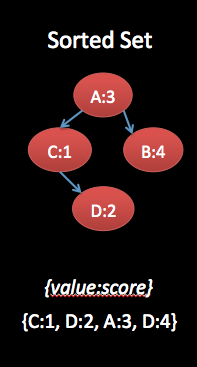 Sorted Set
A:3
C:1 B:4
D:2
{value:score}
{C:1, D:2, A:3, D:4}